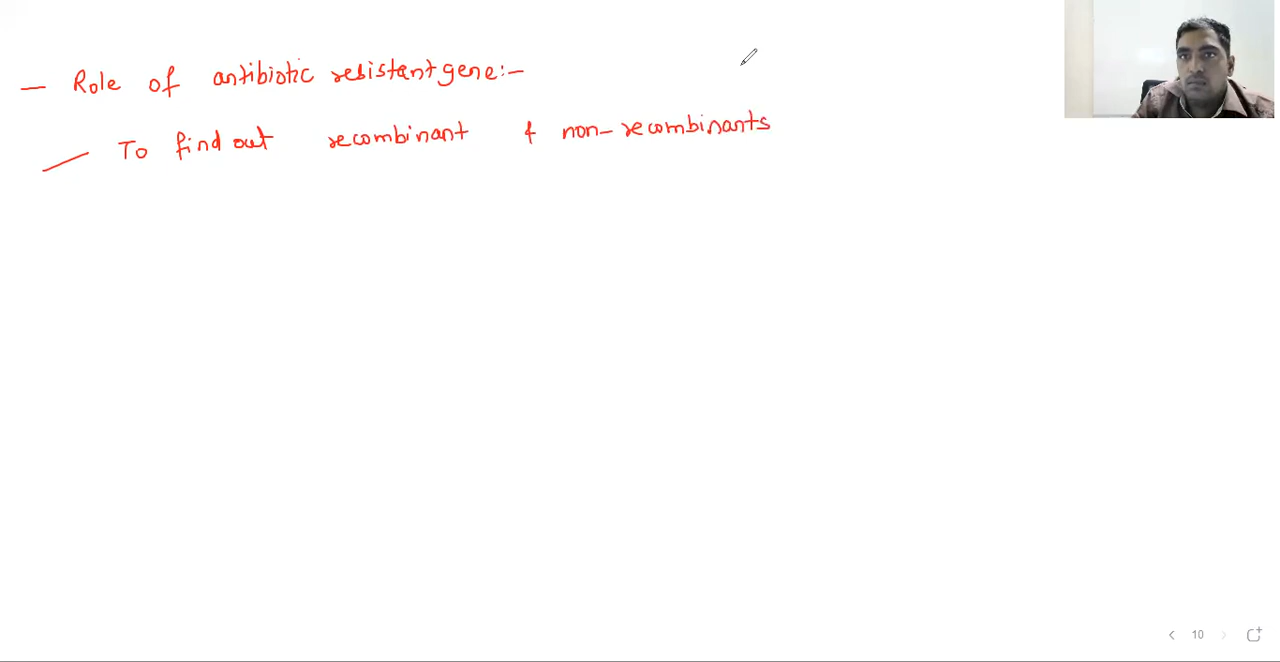 — Role of antibiotic resistant gene:-
— To find out recombinant & non-recombinants
10